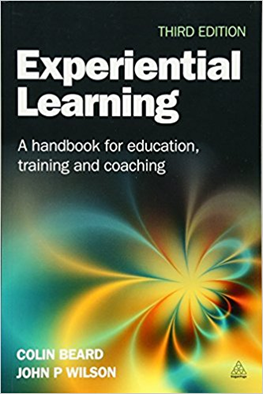 THIRD EDITION
Experiential
Learning
A handbook for education,
training and coaching
COLIN BEARD
JOHN P WILSON